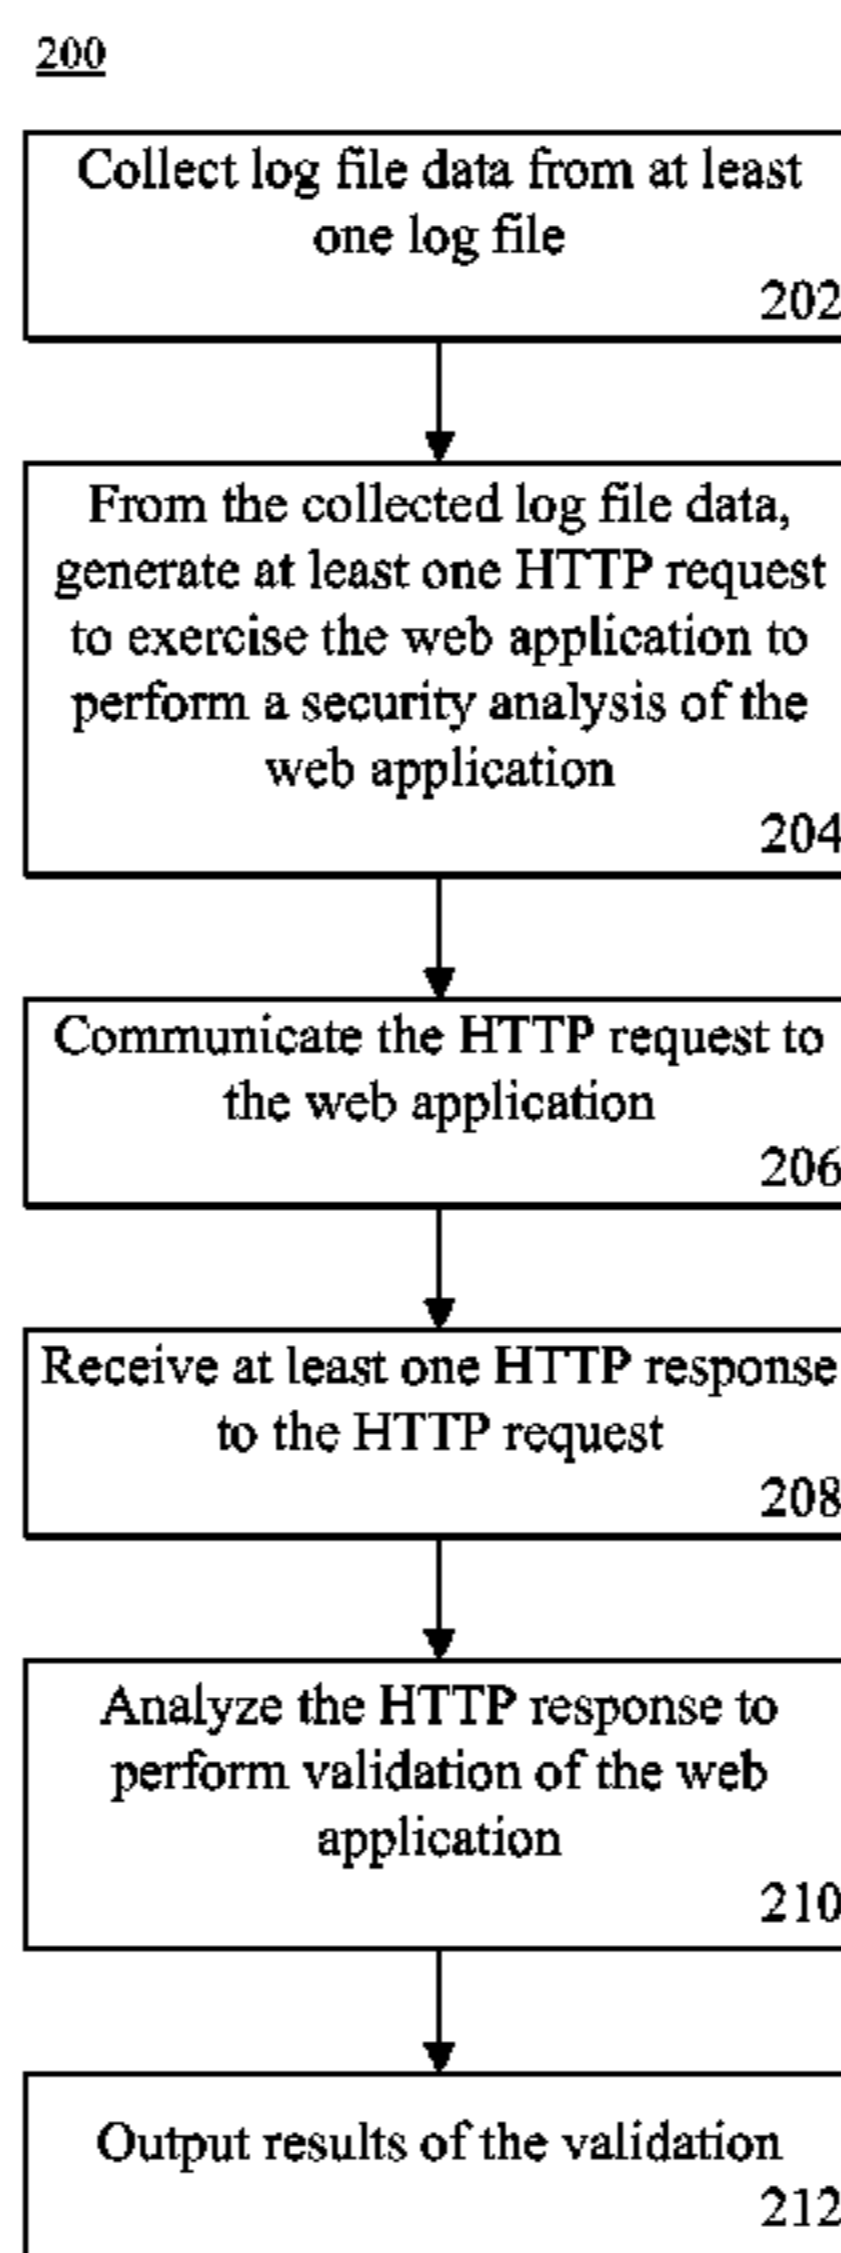 200
Collect log file data from at least
one log file
202
From the collected log file data,
generate at least one HTTP request
to exercise the web application to
perform a security analysis of the
web application
204
Communicate the HTTP request to
the web application
206
Receive at least one HTTP response
to the HTTP request
208
Analyze the HTTP response to
perform validation of the web
application
210
Output results of the validation
212